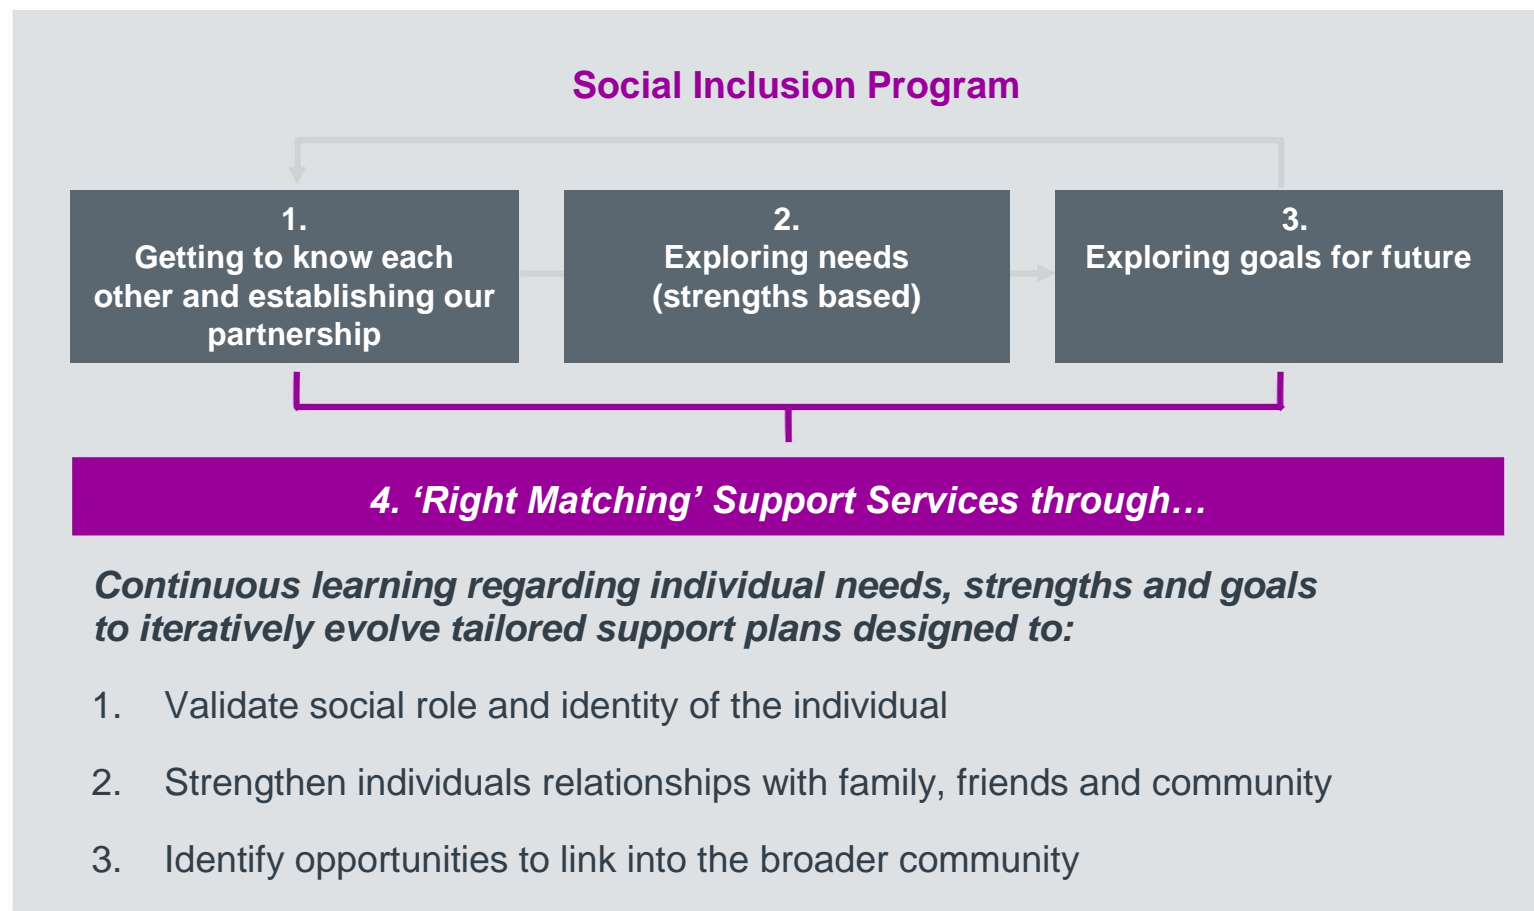 Social Inclusion Program
1.
Getting to know each
other and establishing our
partnership
2.
Exploring needs
(strengths based)
3.
Exploring goals for future
4. ‘Right Matching’ Support Services through…
Continuous learning regarding individual needs, strengths and goals
to iteratively evolve tailored support plans designed to:
1. Validate social role and identity of the individual
2. Strengthen individuals relationships with family, friends and community
3. Identify opportunities to link into the broader community